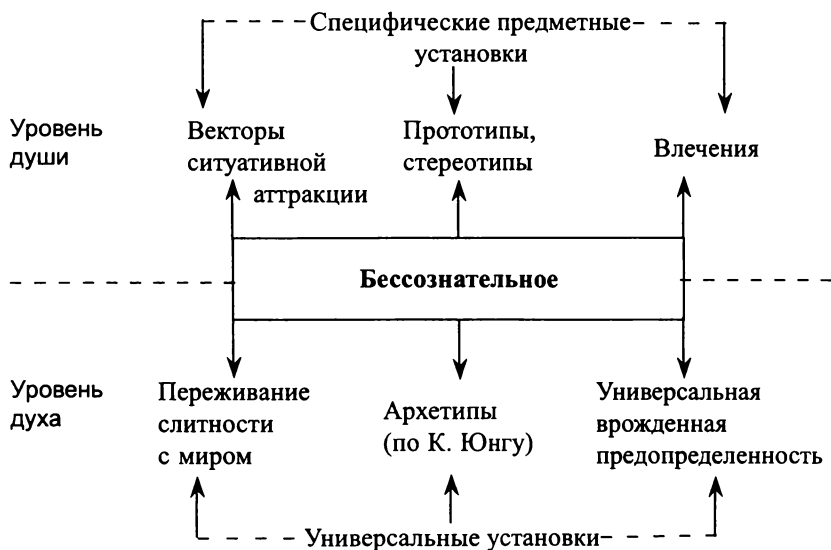 Специфические предметные
установки
Уровень
души
Векторы
ситуативной
аттракции
Прототипы,
стереотипы
Влечения
Бессознательное
Уровень
духа
Переживание
слитности
с миром
Архетипы
(по К. Юнгу)
Универсальная
врожденная
предопределенность
Универсальные установки